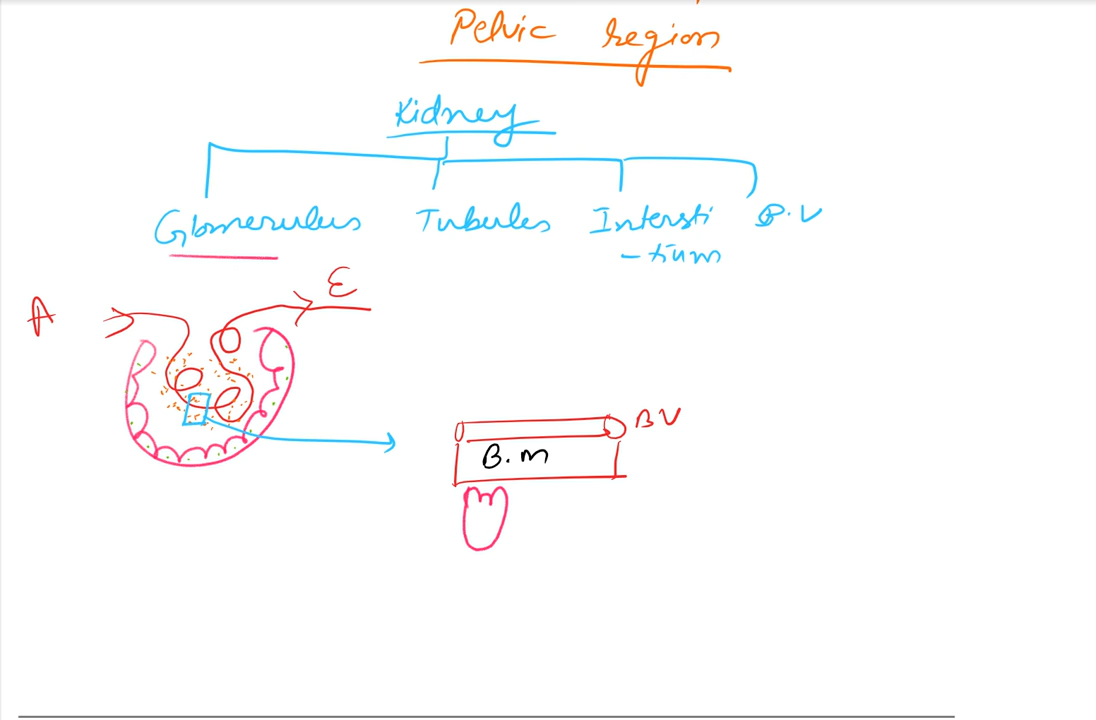 Pelvic region
Kidney
Glomerulus Tubules Intersti B.V
-tium
A
E
BV
B.m